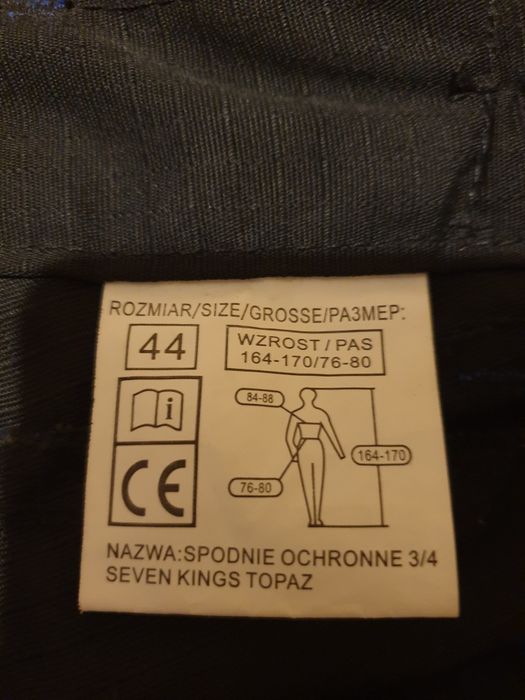 ROZMIAR/SIZE/GROSSE/РАЗМЕР:
44
WZROST / PAS
164-170/76-80
i
84-88
164-170
CE
76-80
NAZWA:SPODNIE OCHRONNE 3/4
SEVEN KINGS TOPAZ